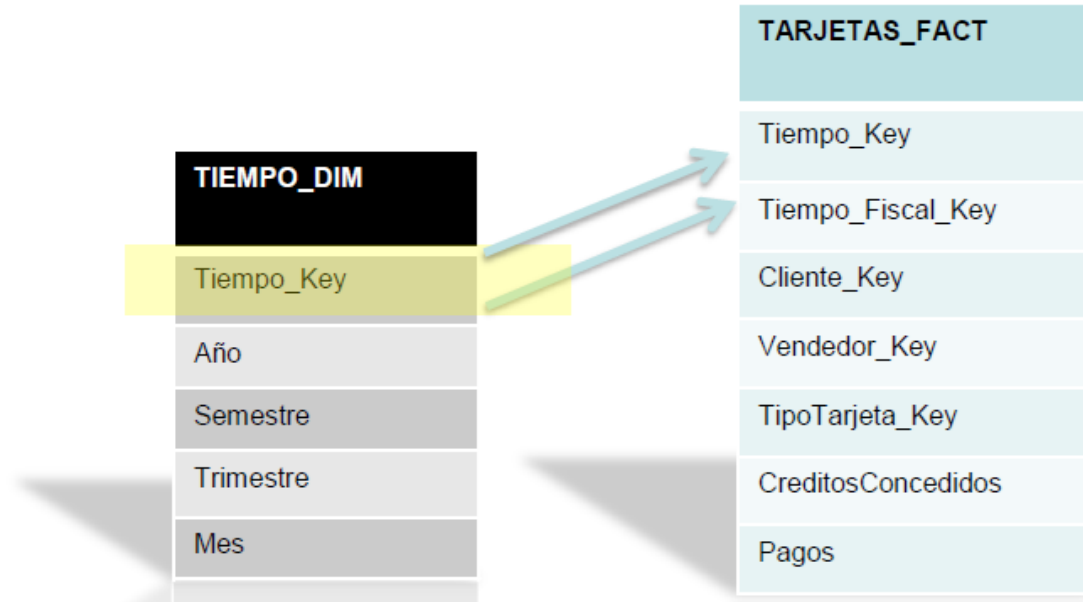 TIEMPO_DIM
Tiempo_Key
Año
Semestre
Trimestre
Mes
TARJETAS_FACT
Tiempo_Key
Tiempo_Fiscal_Key
Cliente_Key
Vendedor_Key
TipoTarjeta_Key
CreditosConcedidos
Pagos